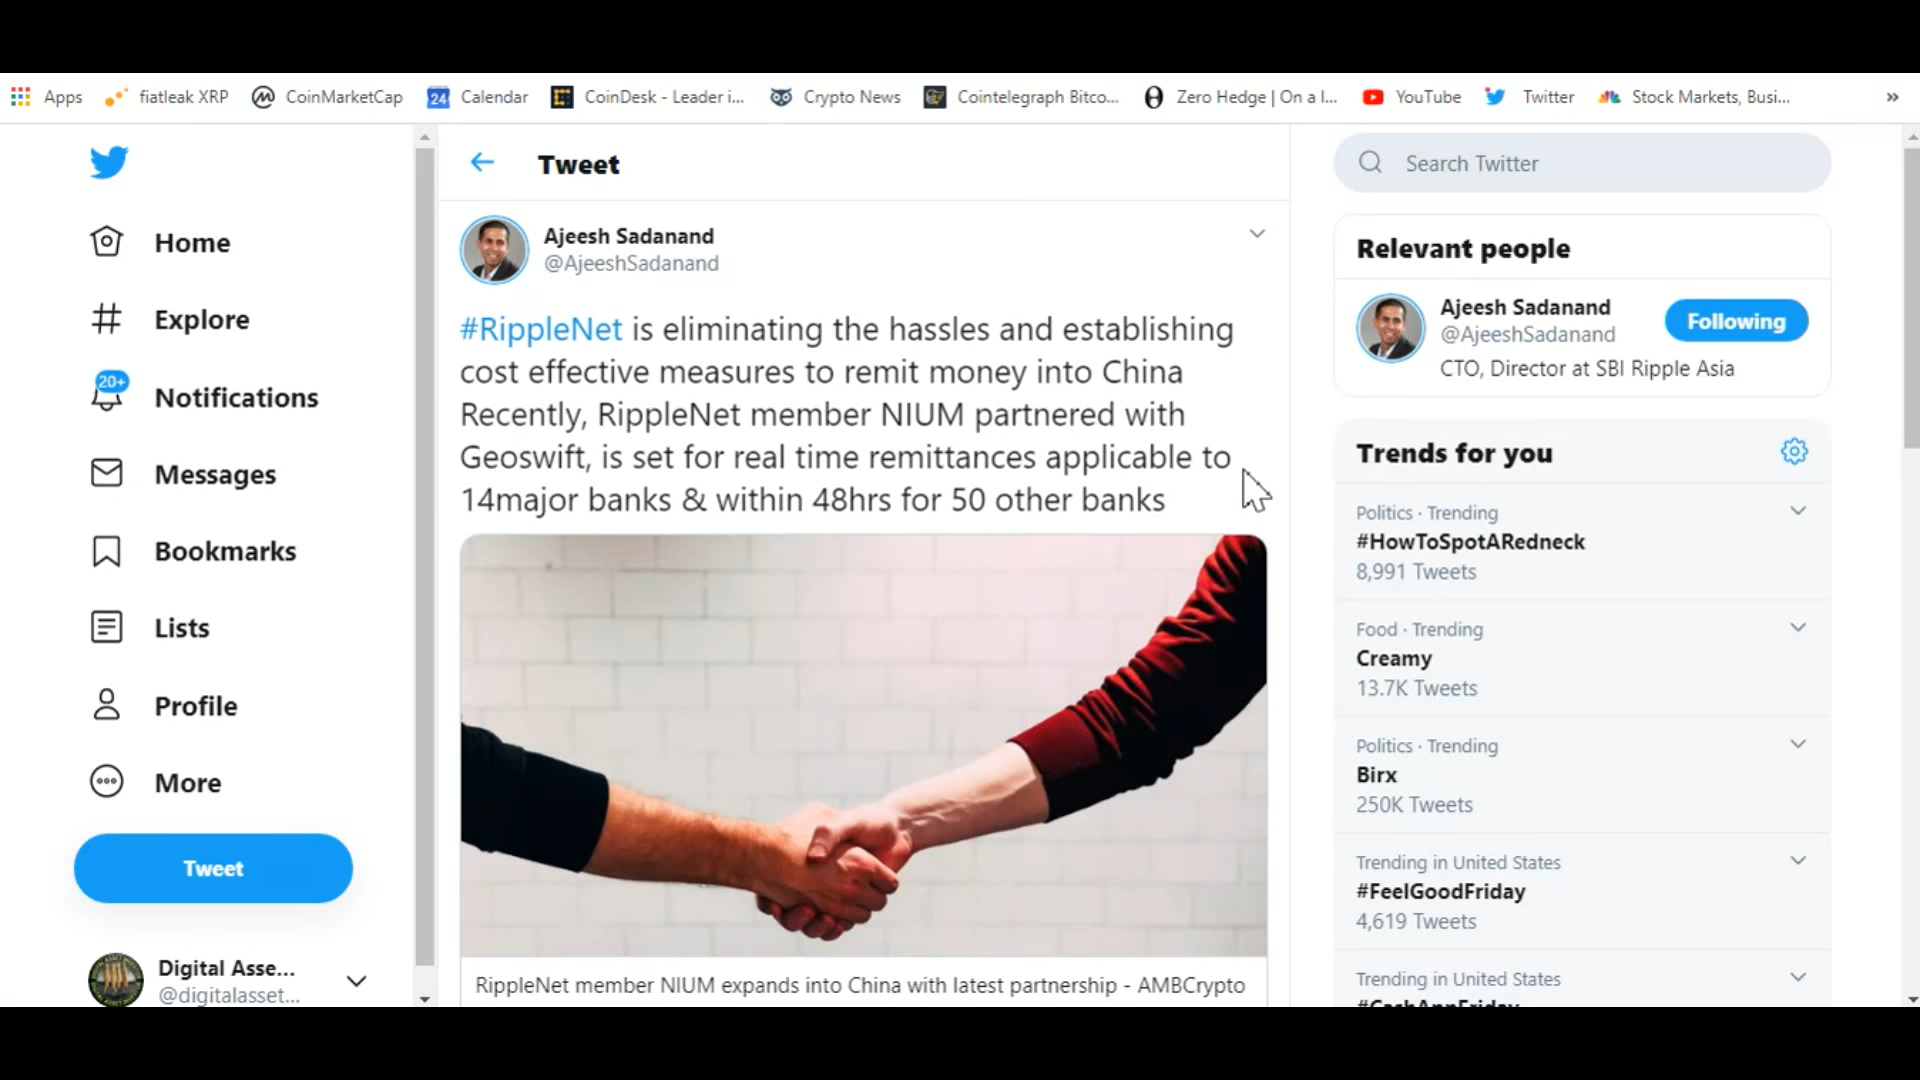 Apps
fiatleak XRP
CoinMarketCap
24
Calendar
CoinDesk - Leader i...
Crypto News
Cointelegraph Bitco...
Zero Hedge | On a l...
YouTube
Twitter
Stock Markets, Busi...
»
Home
Explore
20+
Notifications
Messages
Bookmarks
Lists
Profile
More
Tweet
Digital Asse...
@digitalasset...
Tweet
Ajeesh Sadanand
@AjeeshSadanand
#RippleNet is eliminating the hassles and establishing
cost effective measures to remit money into China
Recently, RippleNet member NIUM partnered with
Geoswift, is set for real time remittances applicable to
14major banks & within 48hrs for 50 other banks
RippleNet member NIUM expands into China with latest partnership - AMBCrypto
Search Twitter
Relevant people
Ajeesh Sadanand
@AjeeshSadanand
Following
CTO, Director at SBI Ripple Asia
Trends for you
Politics · Trending
#HowToSpotARedneck
8,991 Tweets
Food · Trending
Creamy
13.7K Tweets
Politics · Trending
Birx
250K Tweets
Trending in United States
#FeelGoodFriday
4,619 Tweets
Trending in United States
#CashAppFriday